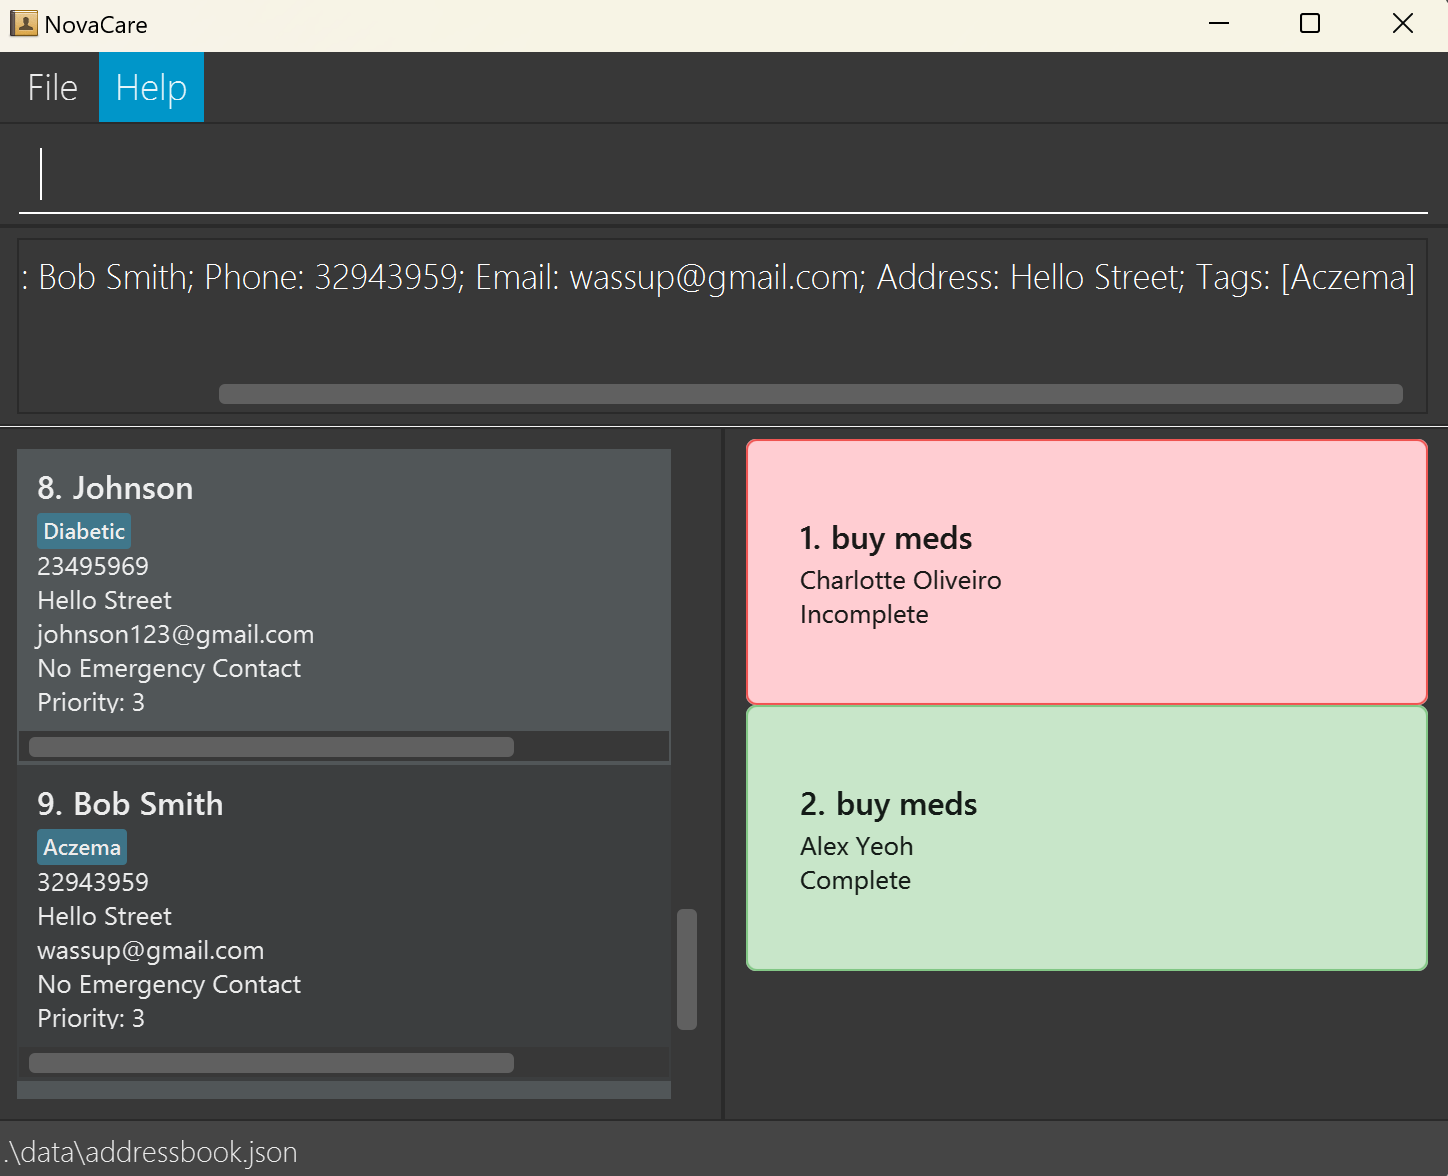 NovaCare
File Help
: Bob Smith; Phone: 32943959; Email: wassup@gmail.com; Address: Hello Street; Tags: [Aczema]
8. Johnson
Diabetic
23495969
Hello Street
johnson123@gmail.com
No Emergency Contact
Priority: 3
9. Bob Smith
Aczema
32943959
Hello Street
wassup@gmail.com
No Emergency Contact
Priority: 3
1. buy meds
Charlotte Oliveiro
Incomplete
2. buy meds
Alex Yeoh
Complete
.\data\addressbook.json